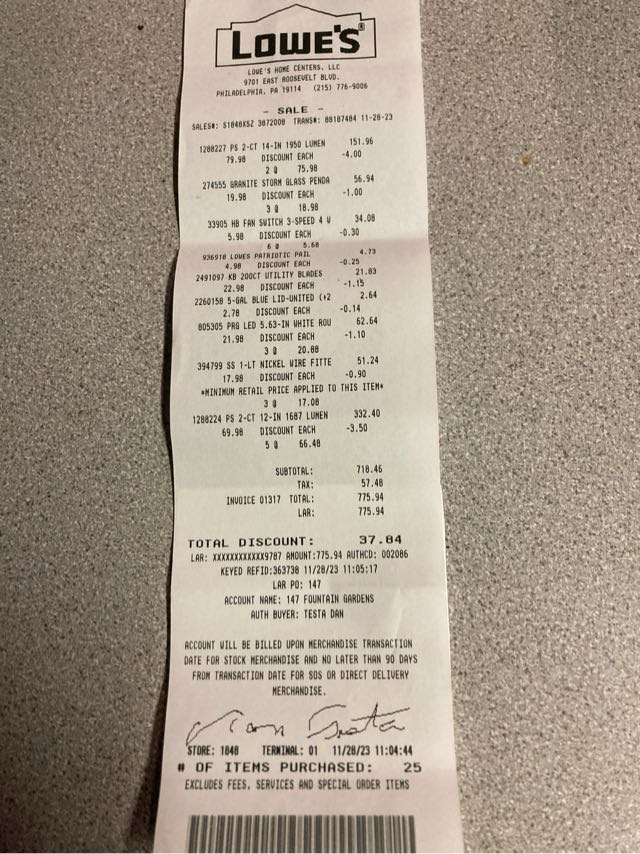 LOWE'S
LOWE'S HOME CENTERS, LLC
9701 EAST ROOSEVELT BLVD.
PHILADELPHIA, PA 19114 (215) 776-9006
- SALE -
SALES#: S1848KSZ 3872008 TRANS#: 88187484 11-28-23
1288227 PS 2-CT 14-IN 1950 LUMEN 151.96
79.98 DISCOUNT EACH -4.00
2 @ 75.98
274555 GRANITE STORM GLASS PENDA 56.94
19.98 DISCOUNT EACH -1.00
3 @ 18.98
33905 HB FAN SWITCH 3-SPEED 4 W 34.08
5.98 DISCOUNT EACH -0.30
6 @ 5.68
936918 LOWES PATRIOTIC PAIL 4.73
4.98 DISCOUNT EACH -0.25
2491097 KB 200CT UTILITY BLADES 21.83
22.98 DISCOUNT EACH -1.15
2260158 5-GAL BLUE LID-UNITED (+2 2.64
2.78 DISCOUNT EACH -0.14
805305 PRG LED 5.63-IN WHITE ROU 62.64
21.98 DISCOUNT EACH -1.10
3 @ 20.88
394799 SS 1-LT NICKEL WIRE FITTE 51.24
17.98 DISCOUNT EACH -0.90
*MINIMUM RETAIL PRICE APPLIED TO THIS ITEM*
3 @ 17.08
1288224 PS 2-CT 12-IN 1687 LUMEN 332.40
69.98 DISCOUNT EACH -3.50
5 @ 66.48
SUBTOTAL: 718.46
TAX: 57.48
INVOICE 01317 TOTAL: 775.94
LAR: 775.94
TOTAL DISCOUNT: 37.84
LAR: XXXXXXXXXXXX9787 AMOUNT:775.94 AUTHCD: 002086
KEYED REFID:363738 11/28/23 11:05:17
LAR PO: 147
ACCOUNT NAME: 147 FOUNTAIN GARDENS
AUTH BUYER: TESTA DAN
ACCOUNT WILL BE BILLED UPON MERCHANDISE TRANSACTION
DATE FOR STOCK MERCHANDISE AND NO LATER THAN 90 DAYS
FROM TRANSACTION DATE FOR SOS OR DIRECT DELIVERY
MERCHANDISE.
STORE: 1848 TERMINAL: 01 11/28/23 11:04:44
# OF ITEMS PURCHASED: 25
EXCLUDES FEES, SERVICES AND SPECIAL ORDER ITEMS